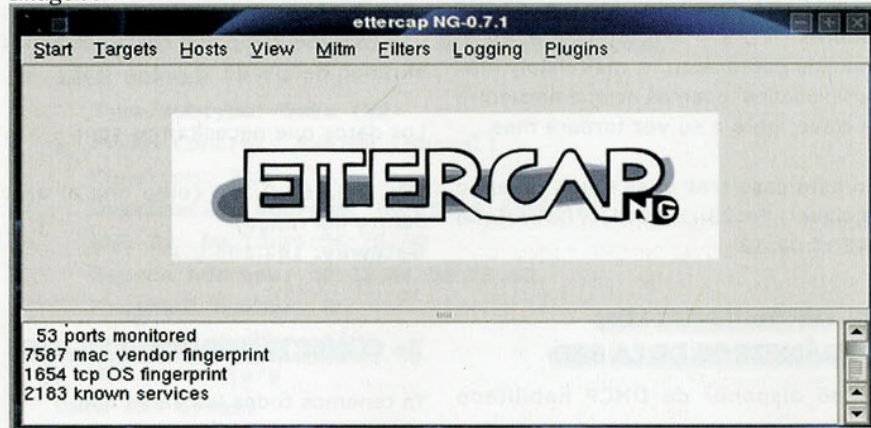 ettercap NG-0.7.1
Start Targets Hosts View Mitm Filters Logging Plugins
ETTERCAP
NG
53 ports monitored
7587 mac vendor fingerprint
1654 tcp OS fingerprint
2183 known services